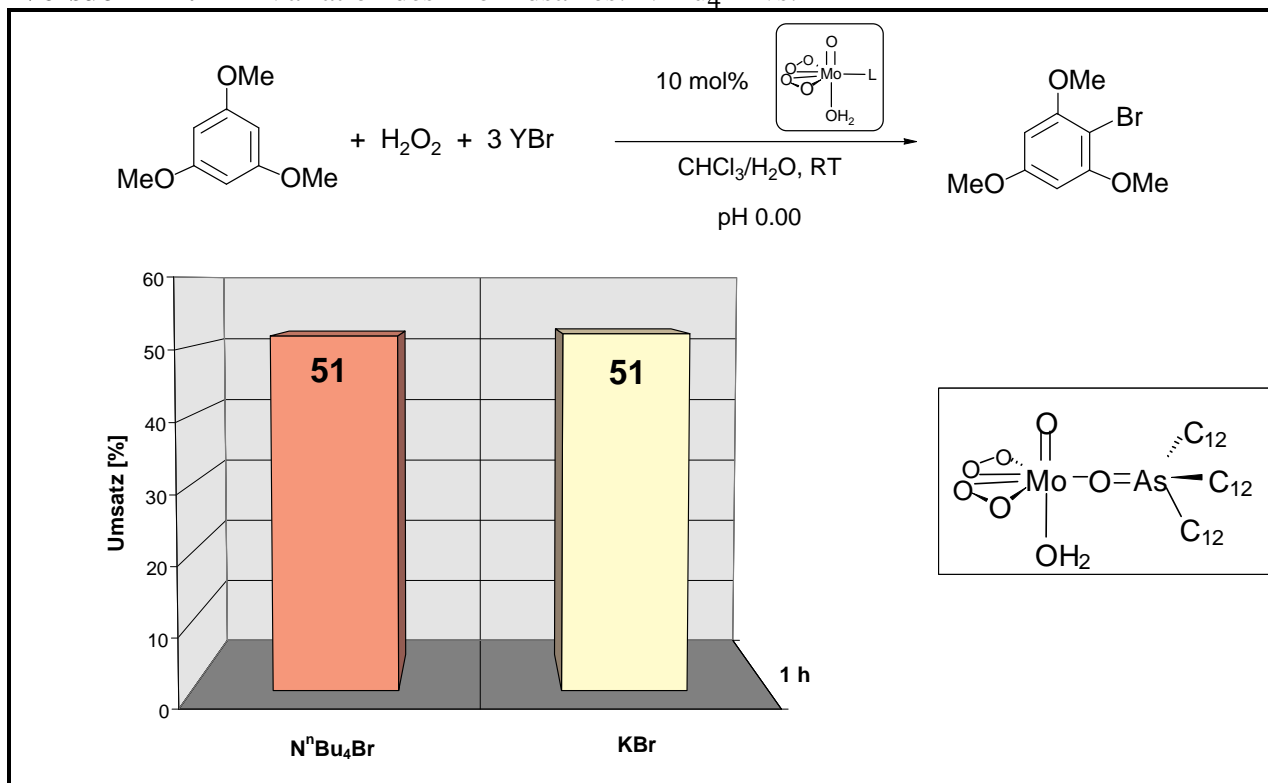 OMe
MeO
OMe
+ H₂O₂ + 3 YBr
10 mol%
O
O
O
O
O
Mo
L
OH₂
CHCl₃/H₂O, RT
pH 0.00
OMe
Br
MeO
OMe
60
50
40
30
20
10
0
Umsatz [%]
51
51
1 h
NⁿBu₄Br
KBr
O
O
O
O
O
Mo
O=As
C₁₂
C₁₂
C₁₂
OH₂